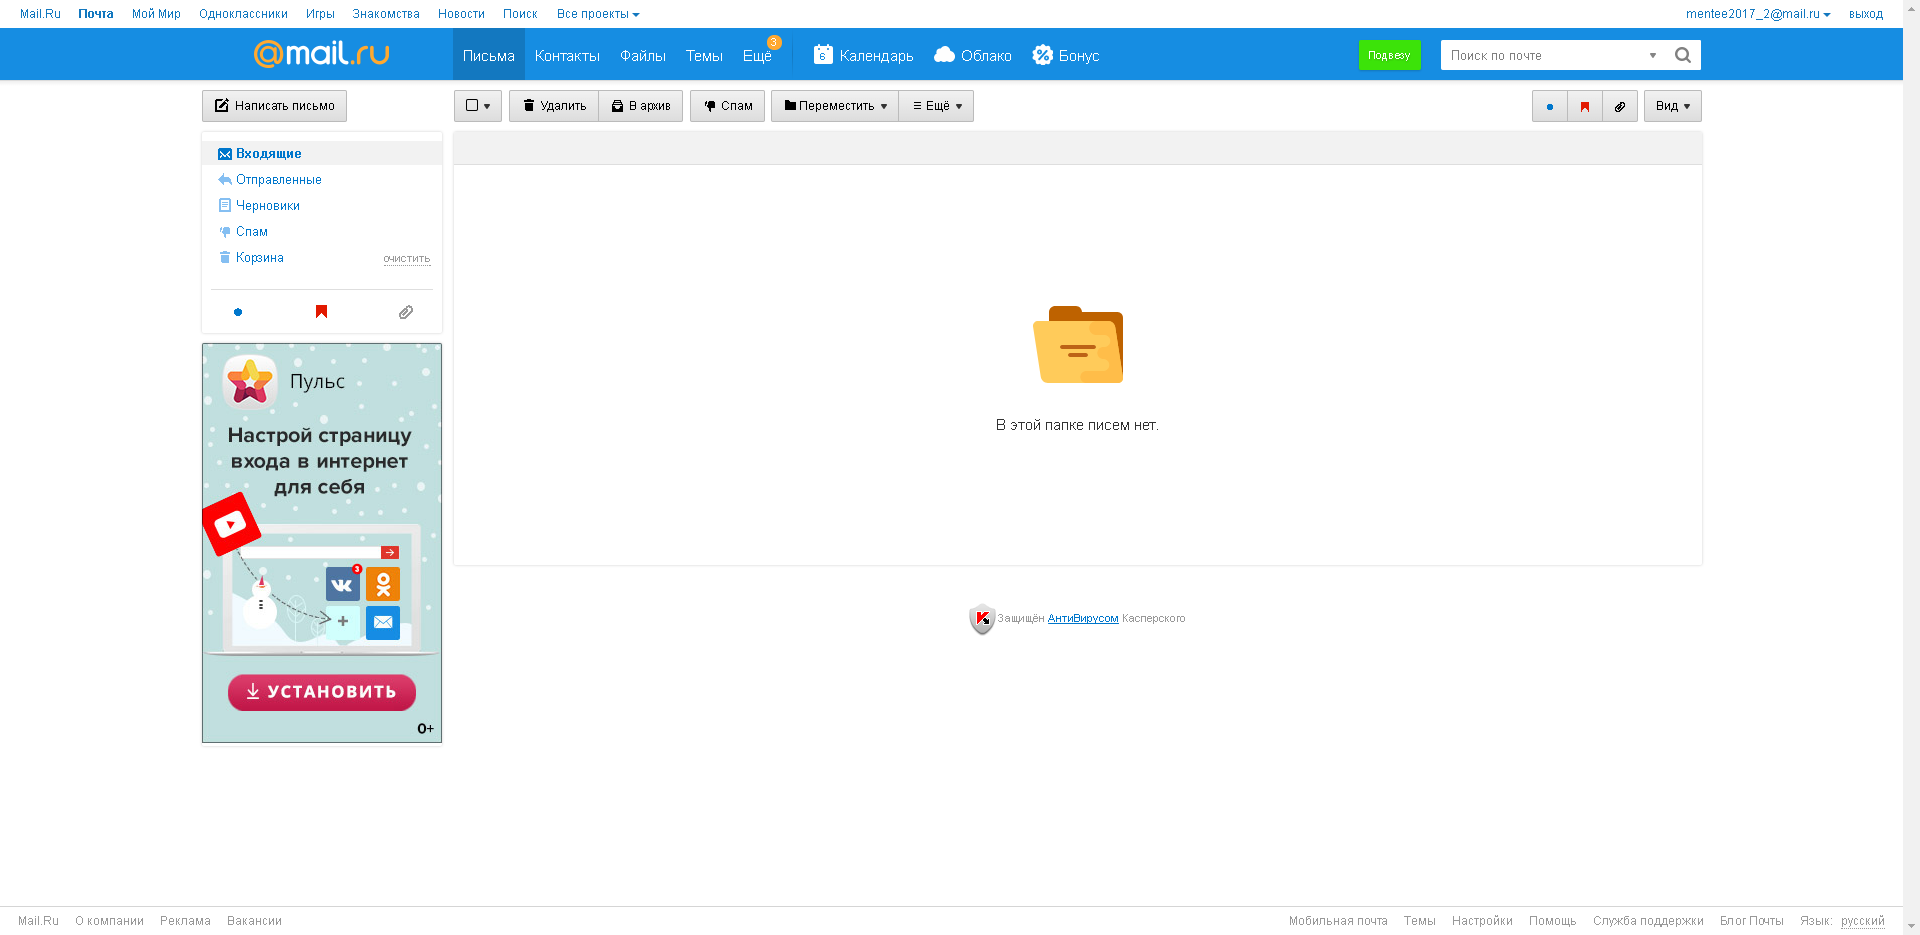 Mail.Ru Почта Мой Мир Одноклассники Игры Знакомства Новости Поиск Все проекты mentee2017_2@mail.ru выход
@mail.ru Письма Контакты Файлы Темы Ещё 3 6 Календарь Облако Бонус Подвезу Поиск по почте
Написать письмо Удалить В архив Спам Переместить Ещё Вид
Входящие
Отправленные
Черновики
Спам
Корзина очистить
Пульс
Настрой страницу
входа в интернет
для себя
3
УСТАНОВИТЬ
0+
В этой папке писем нет.
Защищён АнтиВирусом Касперского
Mail.Ru О компании Реклама Вакансии Мобильная почта Темы Настройки Помощь Служба поддержки Блог Почты Язык: русский